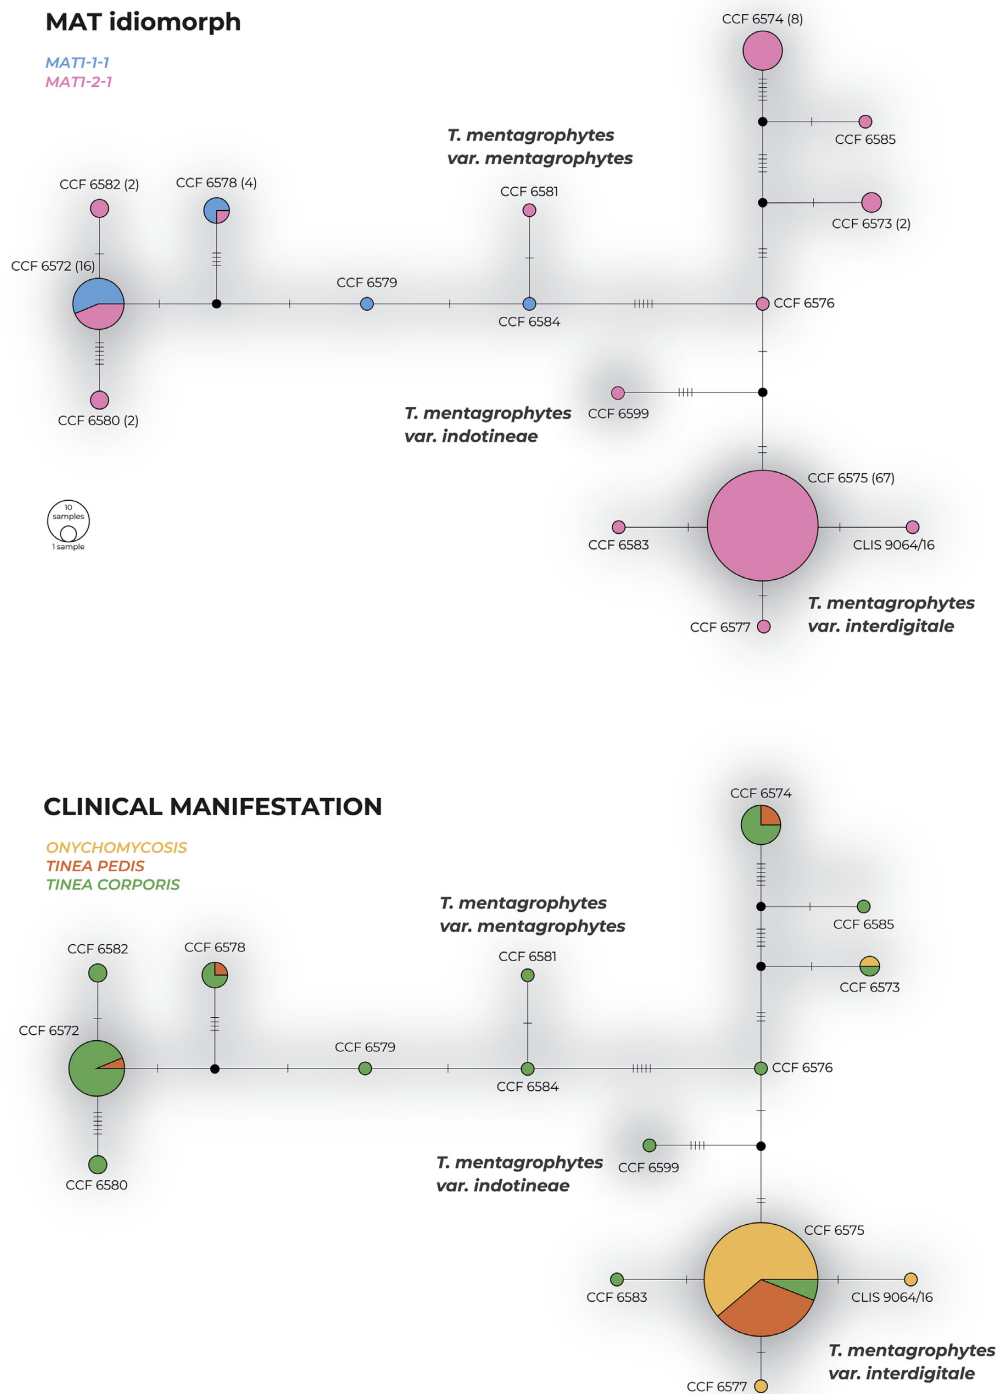 MAT idiomorph
MAT1-1-1
MAT1-2-1
CCF 6574 (8)
CCF 6585
T. mentagrophytes
var. mentagrophytes
CCF 6582 (2)
CCF 6578 (4)
CCF 6581
CCF 6573 (2)
CCF 6572 (16)
CCF 6579
CCF 6584
CCF 6576
T. mentagrophytes
var. indotineae
CCF 6599
CCF 6580 (2)
CCF 6575 (67)
10
samples
1 sample
CCF 6583
CLIS 9064/16
T. mentagrophytes
var. interdigitale
CCF 6577
CLINICAL MANIFESTATION
ONYCHOMYCOSIS
TINEA PEDIS
TINEA CORPORIS
CCF 6574
CCF 6585
T. mentagrophytes
var. mentagrophytes
CCF 6582
CCF 6578
CCF 6581
CCF 6573
CCF 6572
CCF 6579
CCF 6584
CCF 6576
T. mentagrophytes
var. indotineae
CCF 6599
CCF 6580
CCF 6575
CCF 6583
CLIS 9064/16
T. mentagrophytes
var. interdigitale
CCF 6577